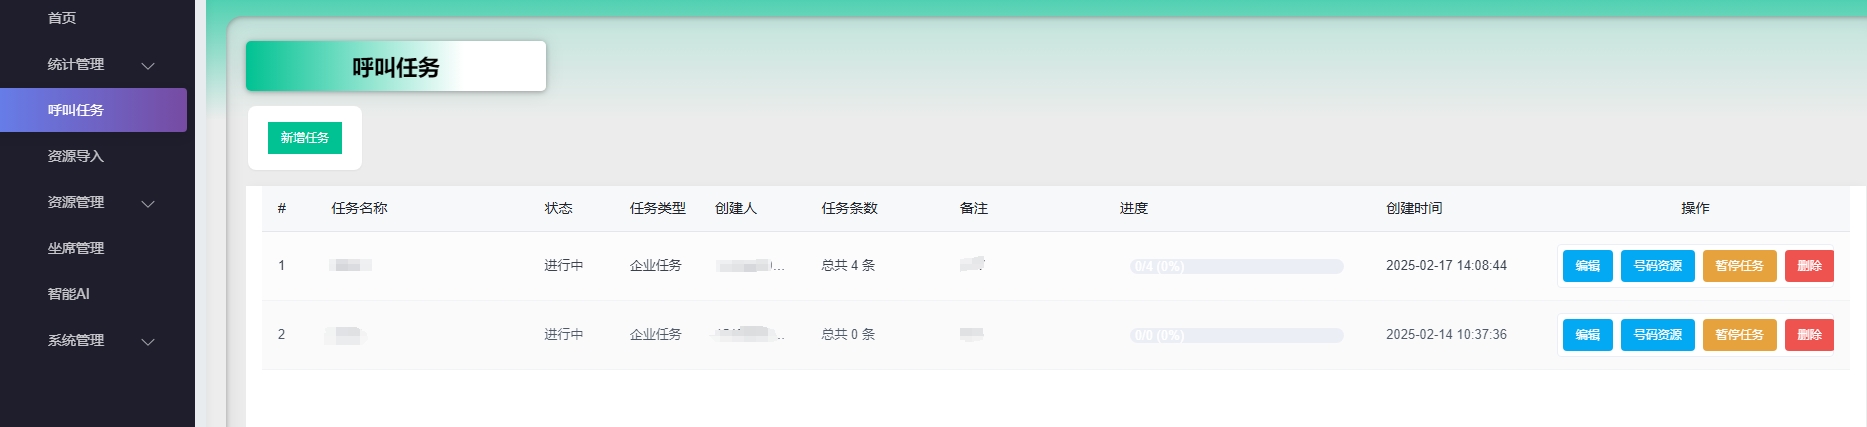 首页
统计管理
呼叫任务
资源导入
资源管理
坐席管理
智能AI
系统管理
呼叫任务
新增任务
# 任务名称 状态 任务类型 创建人 任务条数 备注 进度 创建时间 操作
1 进行中 企业任务 ... 总共 4 条 0/4 (0%) 2025-02-17 14:08:44 编辑 号码资源 暂停任务 删除
2 进行中 企业任务 总共 0 条 0/0 (0%) 2025-02-14 10:37:36 编辑 号码资源 暂停任务 删除